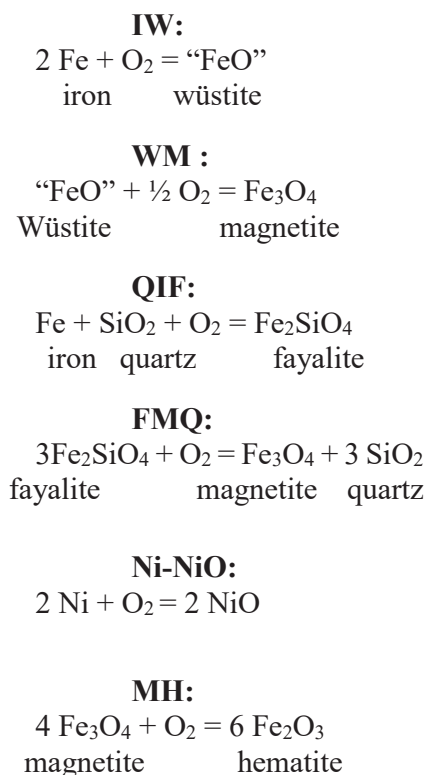 IW:
2 Fe + O₂ = “FeO”
iron wüstite
WM :
“FeO” + ½ O₂ = Fe₃O₄
Wüstite magnetite
QIF:
Fe + SiO₂ + O₂ = Fe₂SiO₄
iron quartz fayalite
FMQ:
3Fe₂SiO₄ + O₂ = Fe₃O₄ + 3 SiO₂
fayalite magnetite quartz
Ni-NiO:
2 Ni + O₂ = 2 NiO
MH:
4 Fe₃O₄ + O₂ = 6 Fe₂O₃
magnetite hematite